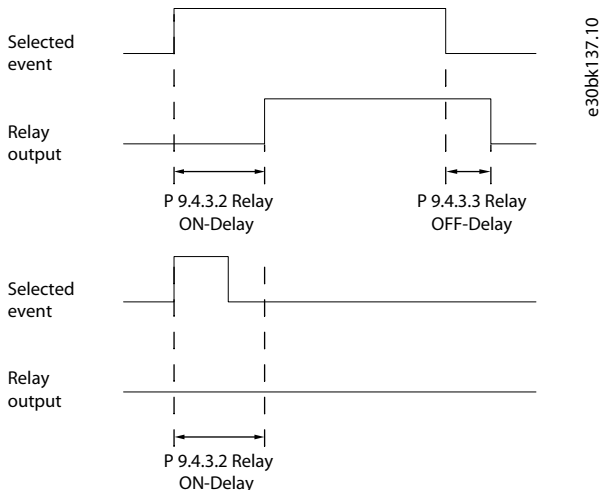 Selected
event
Relay
output
P 9.4.3.2 Relay
ON-Delay
P 9.4.3.3 Relay
OFF-Delay
Selected
event
Relay
output
P 9.4.3.2 Relay
ON-Delay
e30bk137.10